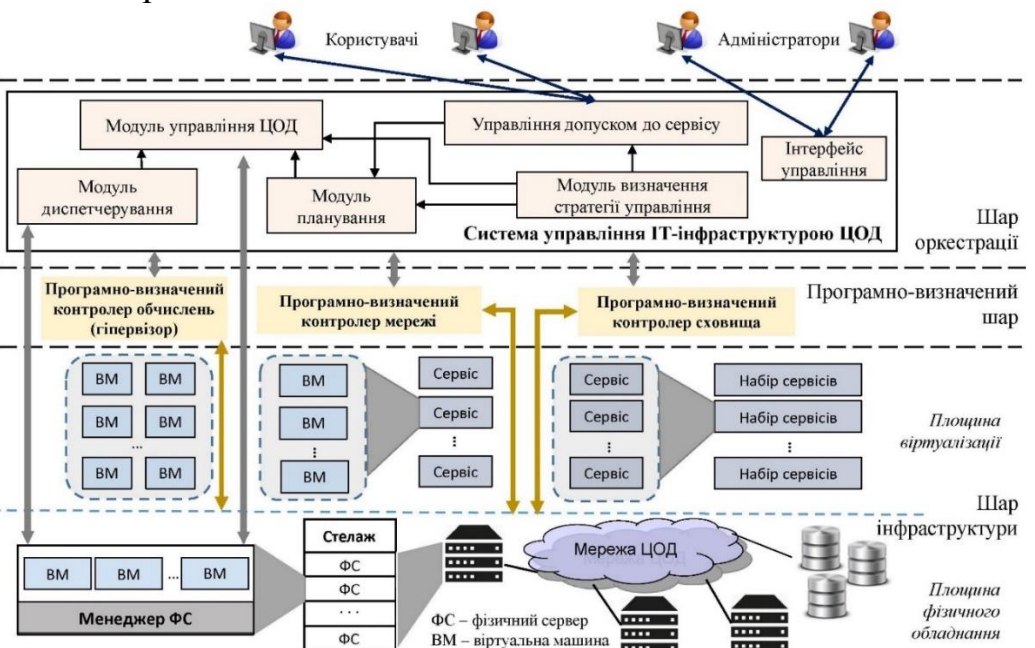 Користувачі
Адміністратори
Модуль управління ЦОД
Управління допуском до сервісу
Інтерфейс
управління
Модуль
диспетчерування
Модуль
планування
Модуль визначення
стратегії управління
Система управління ІТ-інфраструктурою ЦОД
Шар
оркестрації
Програмно-визначений
контролер обчислень
(гіпервізор)
Програмно-визначений
контролер мережі
Програмно-визначений
контролер сховища
Програмно-визначений
шар
ВМ ВМ
ВМ ВМ
...
ВМ ВМ
ВМ
ВМ
...
ВМ
Сервіс
Сервіс
...
Сервіс
Сервіс
Сервіс
...
Сервіс
Набір сервісів
Набір сервісів
...
Набір сервісів
Площина
віртуалізації
Шар
інфраструктури
ВМ ВМ ... ВМ
Менеджер ФС
Стелаж
ФС
ФС
...
ФС
Мережа ЦОД
ФС – фізичний сервер
ВМ – віртуальна машина
Площина
фізичного
обладнання